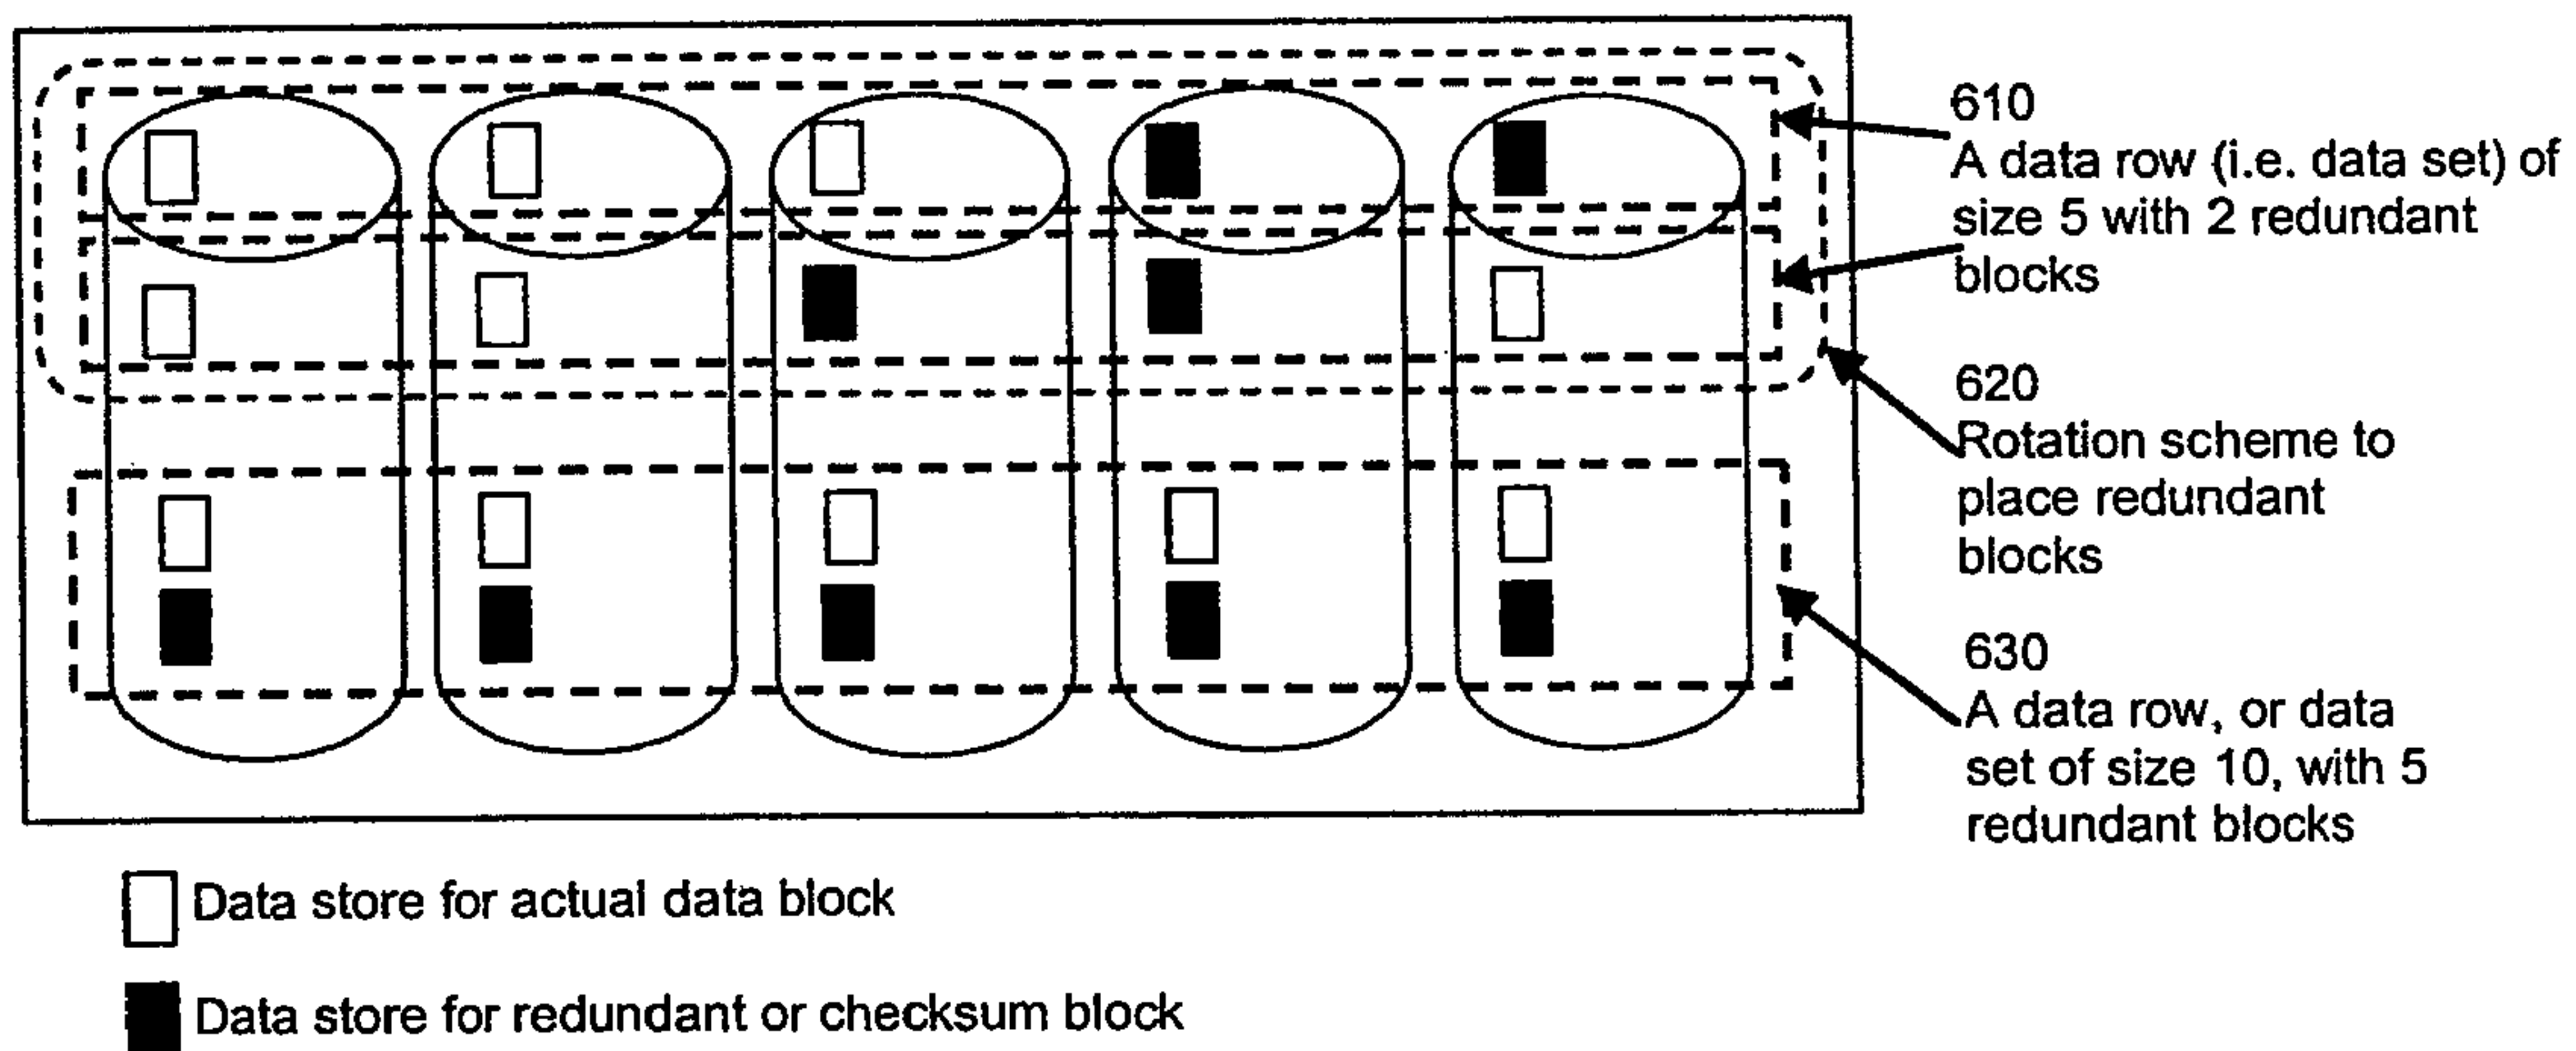 610
A data row (i.e. data set) of
size 5 with 2 redundant
blocks
620
Rotation scheme to
place redundant
blocks
630
A data row, or data
set of size 10, with 5
redundant blocks
Data store for actual data block
Data store for redundant or checksum block